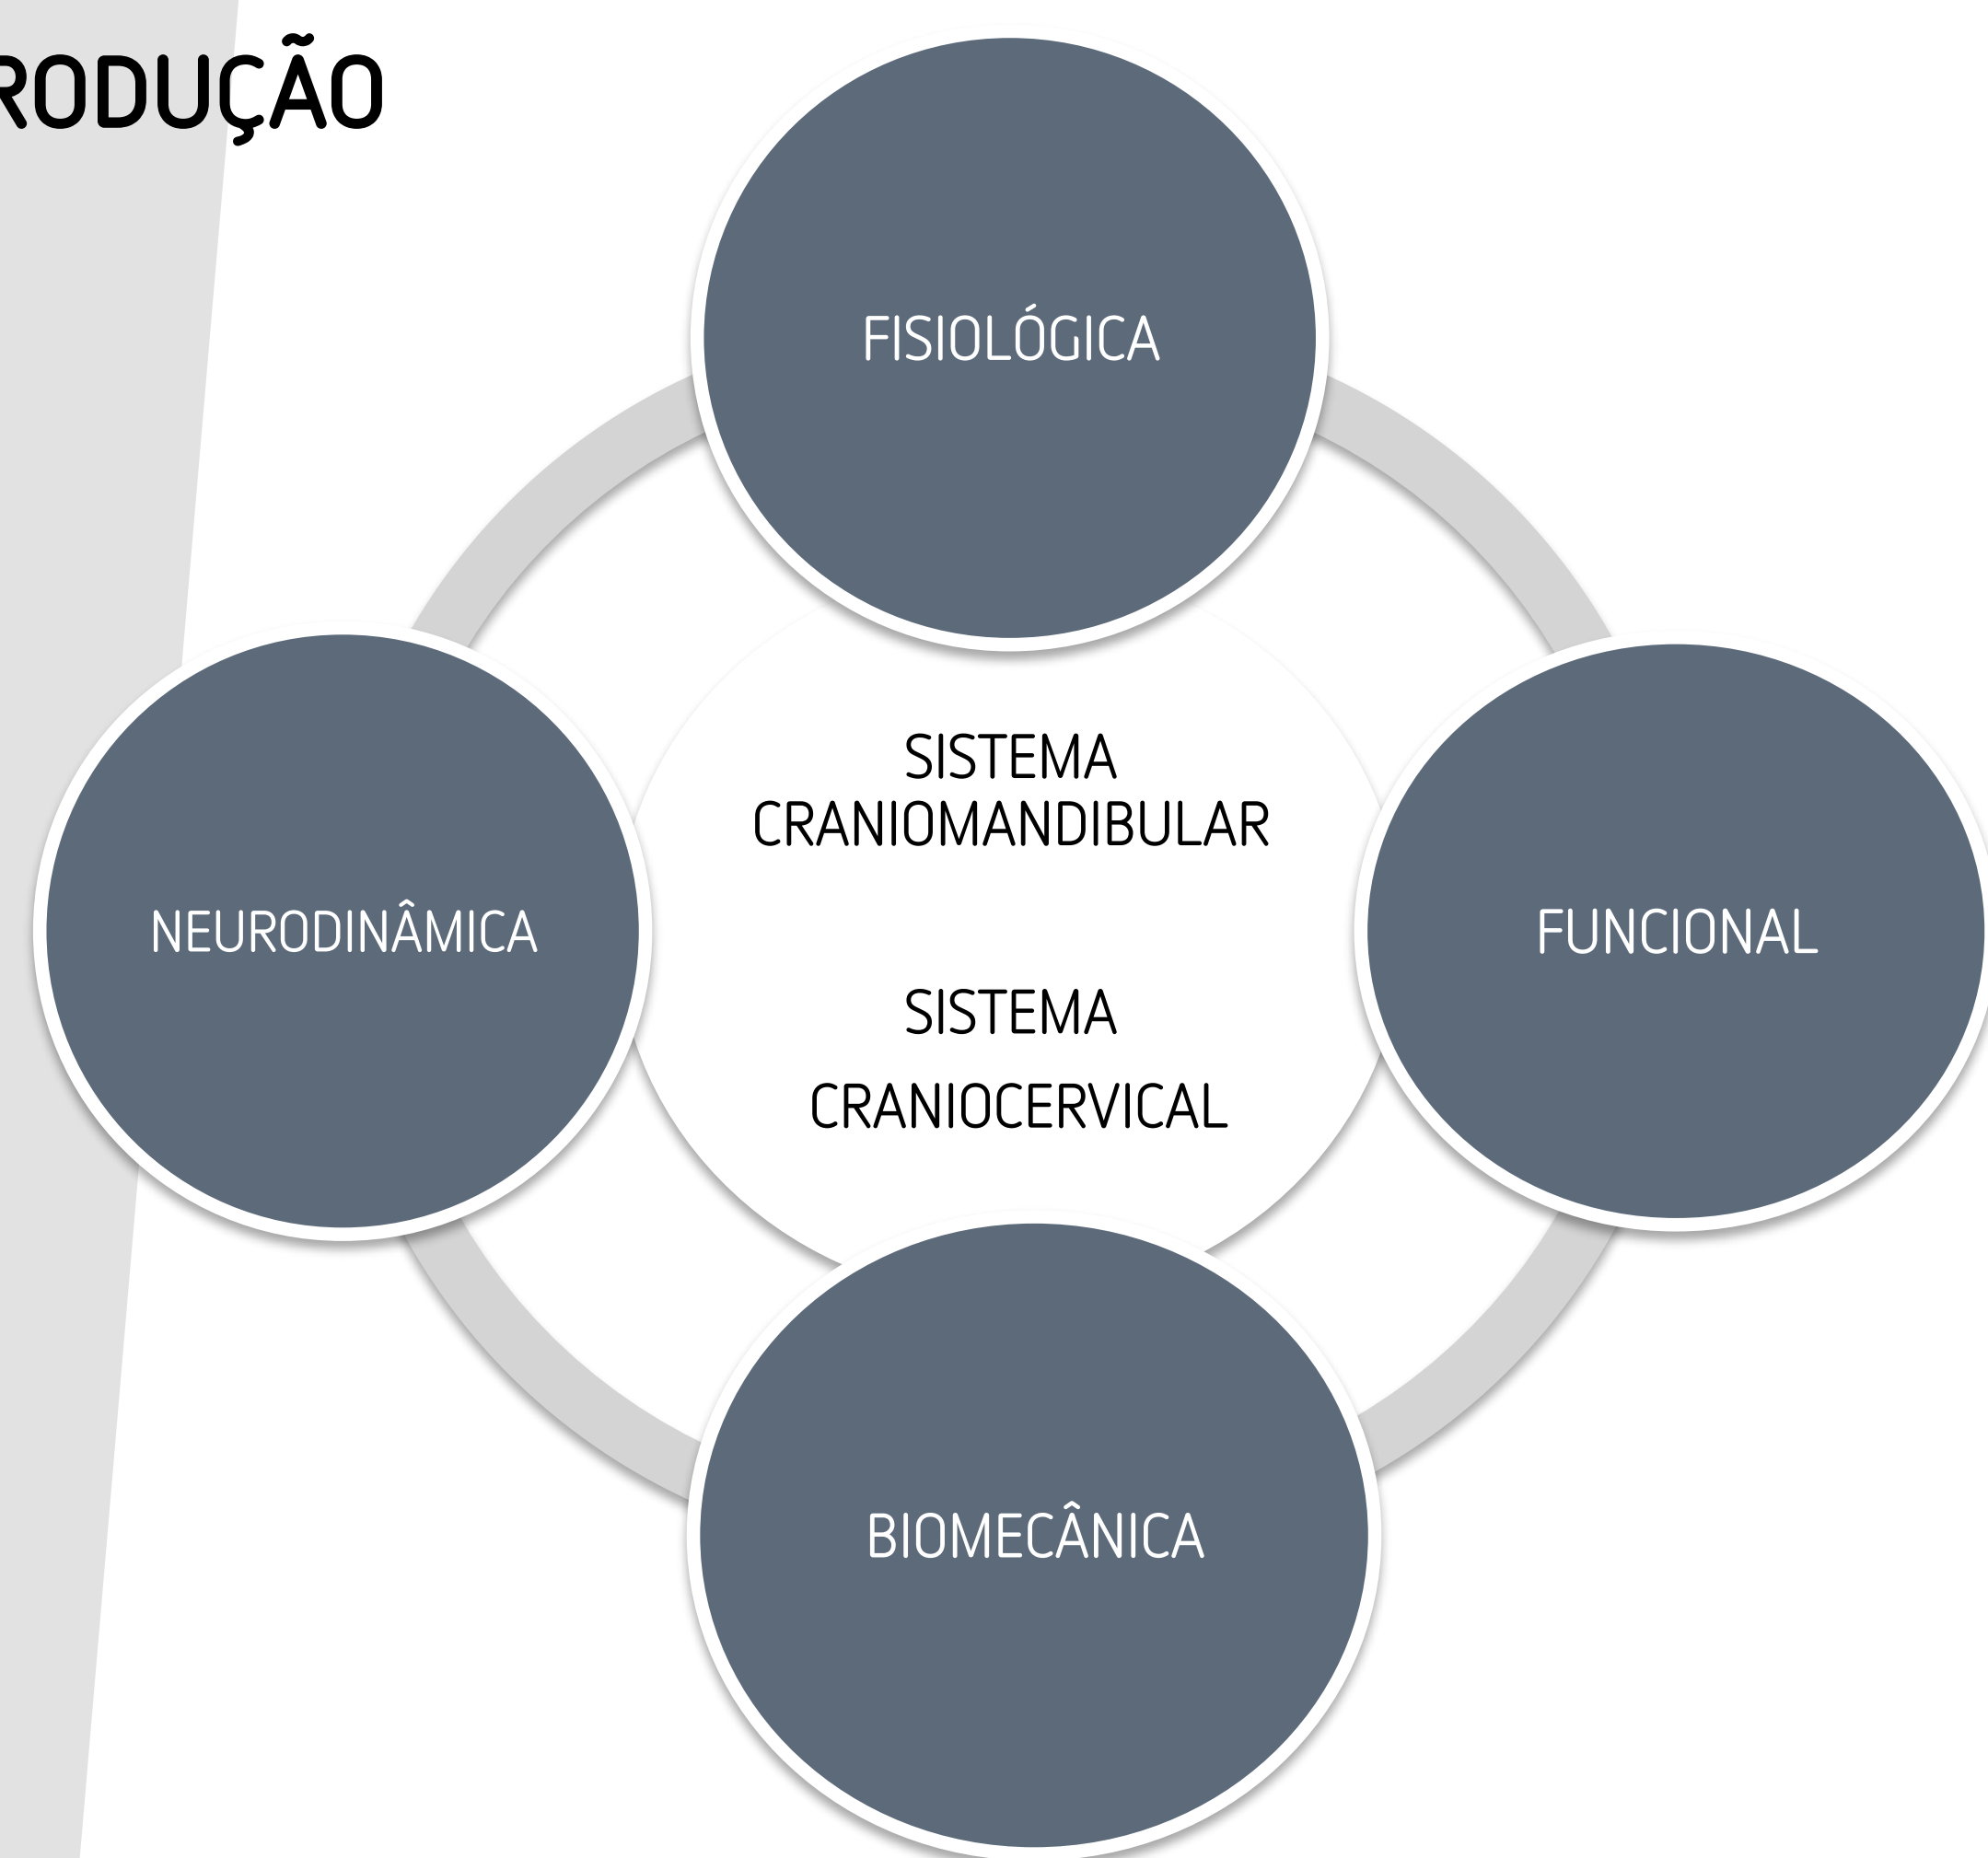 RODUÇÃO
FISIOLÓGICA
SISTEMA
CRANIOMANDIBULAR
NEURODINÂMICA
FUNCIONAL
SISTEMA
CRANIOCERVICAL
BIOMECÂNICA